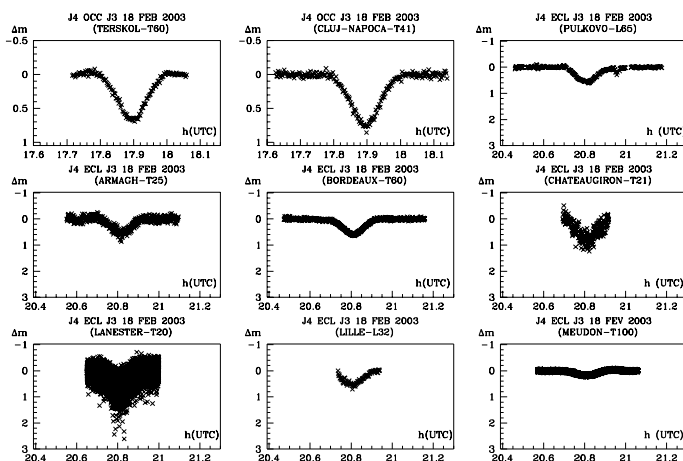 J4 OCC J3 18 FEB 2003
(TERSKOL-T60)
Δm
-0.5
0
0.5
1
h(UTC)
17.6 17.7 17.8 17.9 18 18.1
J4 OCC J3 18 FEB 2003
(CLUJ-NAPOCA-T41)
Δm
-0.5
0
0.5
1
h(UTC)
17.6 17.7 17.8 17.9 18 18.1
J4 ECL J3 18 FEB 2003
(PULKOVO-L65)
Δm
-1
0
1
2
3
h (UTC)
20.4 20.6 20.8 21 21.2
J4 ECL J3 18 FEB 2003
(ARMAGH-T25)
Δm
-1
0
1
2
3
h(UTC)
20.4 20.6 20.8 21 21.2
J4 ECL J3 18 FEB 2003
(BORDEAUX-T60)
Δm
-1
0
1
2
3
h(UTC)
20.4 20.6 20.8 21 21.2
J4 ECL J3 18 FEB 2003
(CHATEAUGIRON-T21)
Δm
-1
0
1
2
3
h(UTC)
20.4 20.6 20.8 21 21.2
J4 ECL J3 18 FEB 2003
(LANESTER-T20)
Δm
-1
0
1
2
3
h(UTC)
20.4 20.6 20.8 21 21.2
J4 ECL J3 18 FEB 2003
(LILLE-L32)
Δm
-1
0
1
2
3
h(UTC)
20.4 20.6 20.8 21 21.2
J4 ECL J3 18 FEV 2003
(MEUDON-T100)
Δm
-1
0
1
2
3
h (UTC)
20.4 20.6 20.8 21 21.2